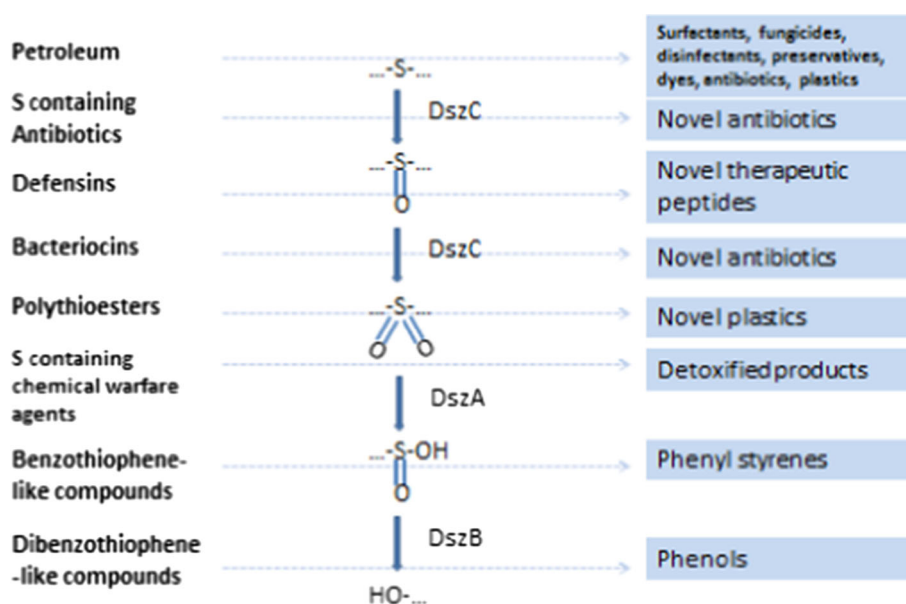 Petroleum
S containing
Antibiotics
Defensins
Bacteriocins
Polythioesters
S containing
chemical warfare
agents
Benzothiophene-
like compounds
Dibenzothiophene
-like compounds
...-S-...
DszC
...-S-...
O
DszC
...-S-...
O O
DszA
...-S-OH
O
DszB
HO-...
Surfactants, fungicides,
disinfectants, preservatives,
dyes, antibiotics, plastics
Novel antibiotics
Novel therapeutic
peptides
Novel antibiotics
Novel plastics
Detoxified products
Phenyl styrenes
Phenols